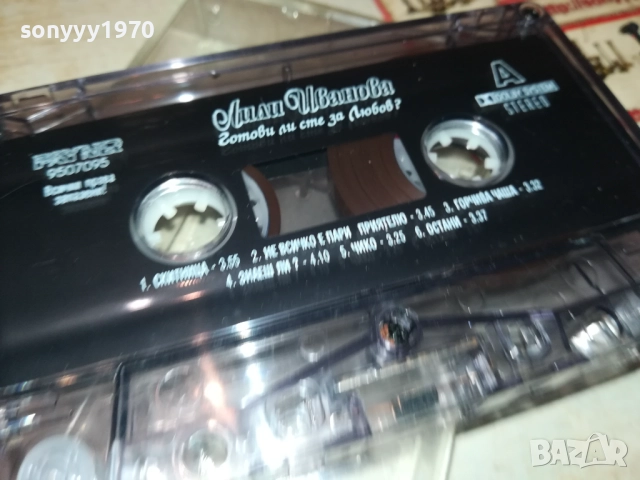 sonyyy1970
Лили Иванова
Готови ли сте за Любов?
A
STEREO
PAYNER
9507095
Всички права
запазени!
1. СКИТНИЦА - 3.56 2. НЕ ВСИЧКО Е ПАРИ ПРИЯТЕЛЮ - 3.45 3. ГОРЧИВА ЧАША - 3.32
4. ЗНАЕШ ЛИ ? - 4.10 5. ЧИКО - 3.25 6. ОСТАНИ - 3.37
BAZAR